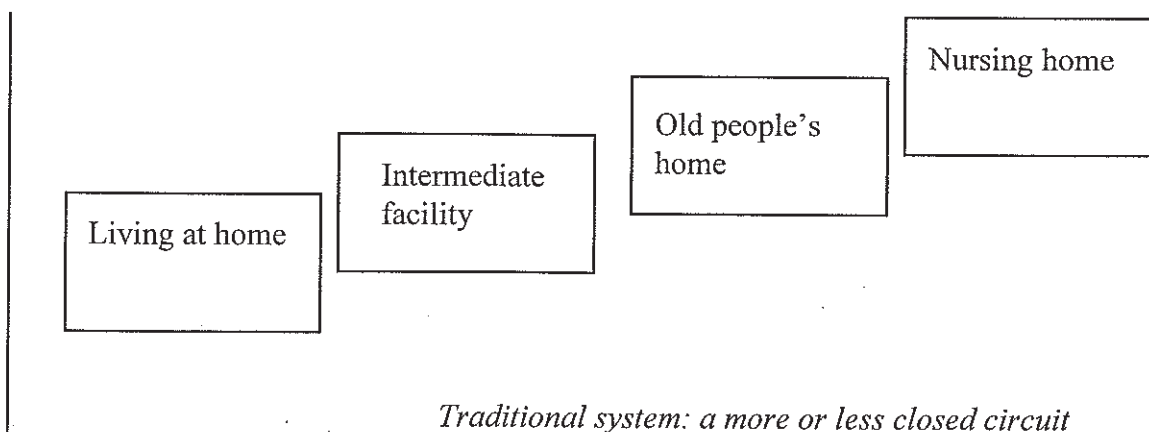 Nursing home
Old people's
home
Intermediate
facility
Living at home
Traditional system: a more or less closed circuit